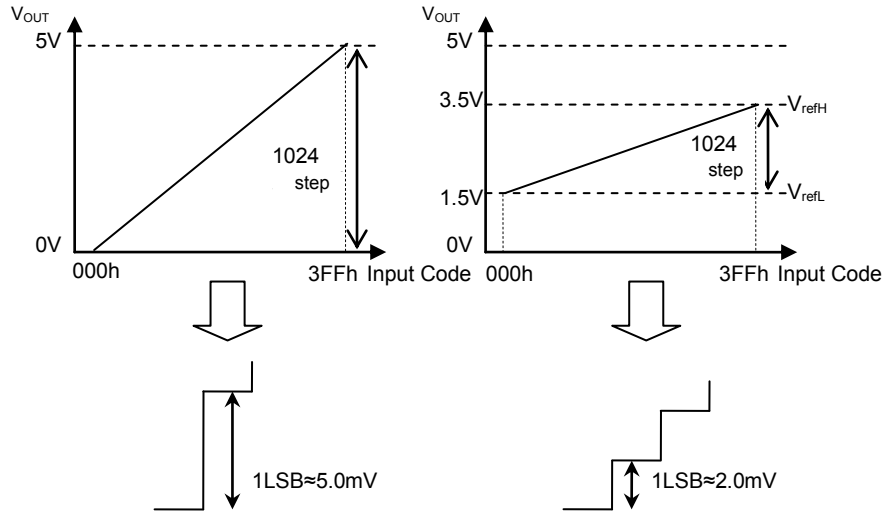 VOUT
5V
0V
1024
step
000h
3FFh Input Code
1LSB≈5.0mV
VOUT
5V
3.5V
1.5V
0V
VrefH
1024
step
VrefL
000h
3FFh Input Code
1LSB≈2.0mV